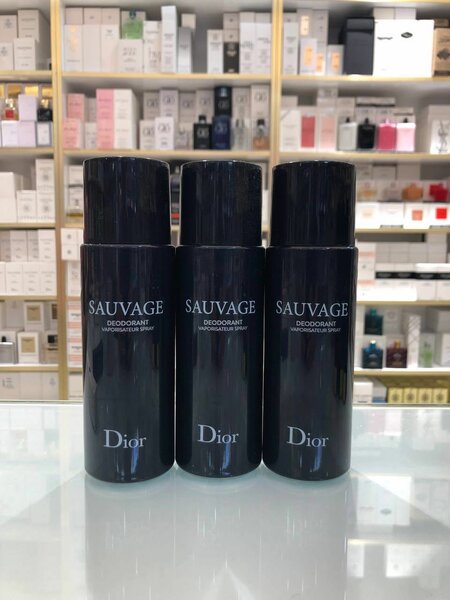 SAUVAGE
DEODORANT
VAPORISATEUR SPRAY
Dior
SAUVAGE
DEODORANT
VAPORISATEUR SPRAY
Dior
SAUVAGE
DEODORANT
VAPORISATEUR SPRAY
Dior